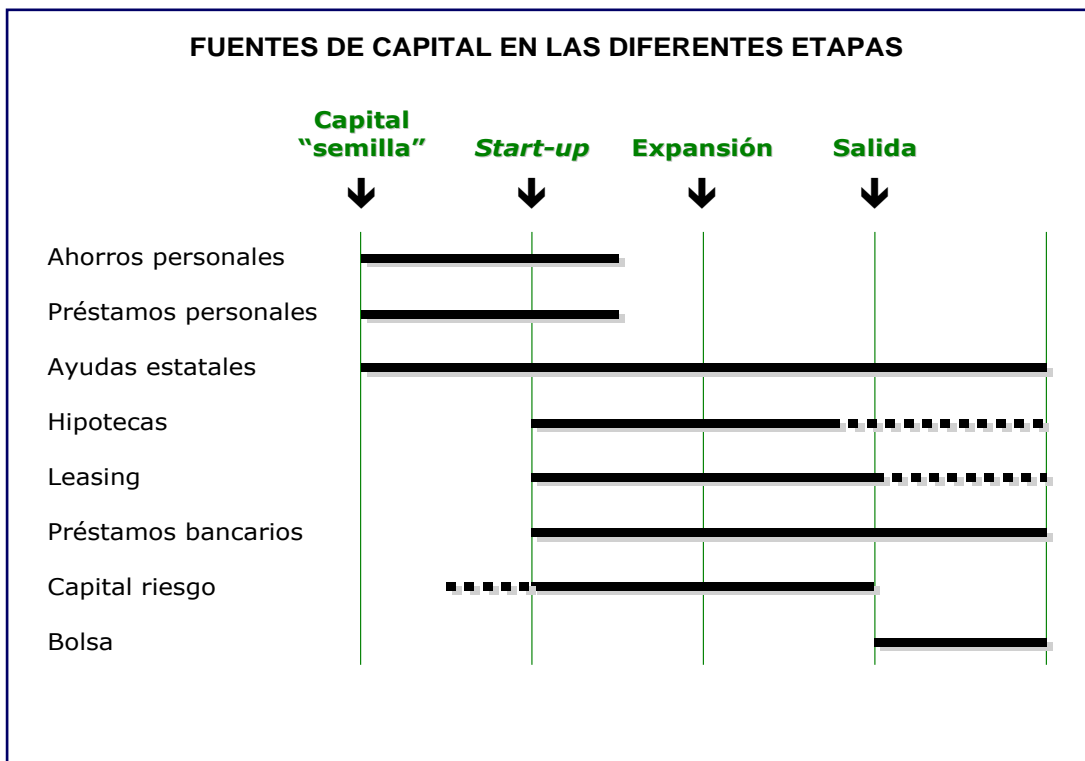 FUENTES DE CAPITAL EN LAS DIFERENTES ETAPAS
Capital
“semilla”
Start-up
Expansión
Salida
Ahorros personales
Préstamos personales
Ayudas estatales
Hipotecas
Leasing
Préstamos bancarios
Capital riesgo
Bolsa